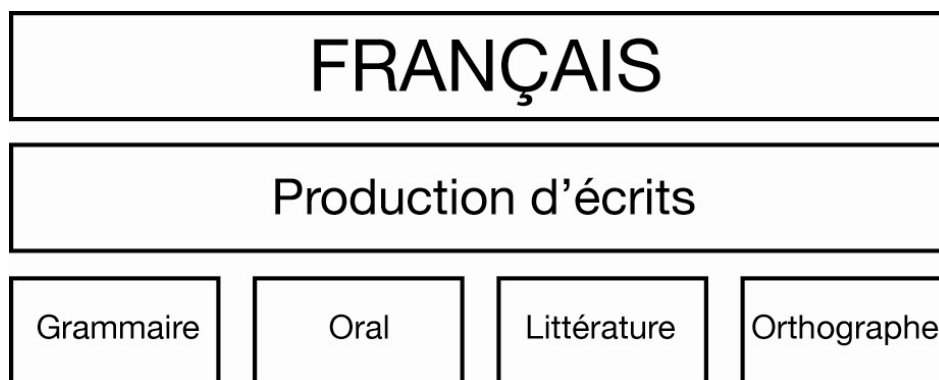 FRANÇAIS
Production d’écrits
Grammaire Oral Littérature Orthographe